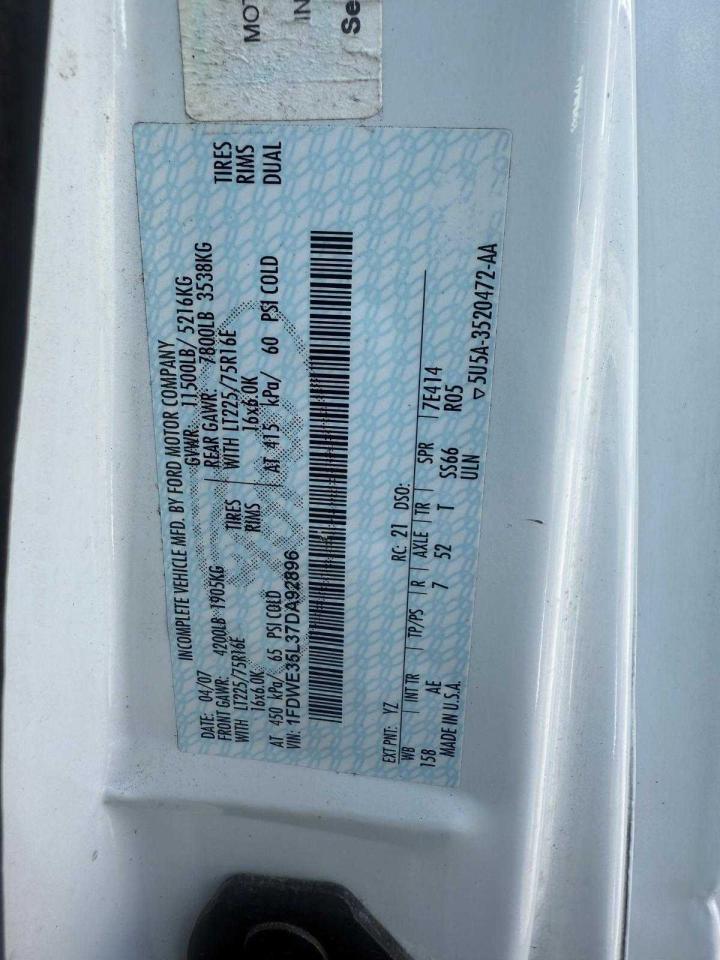 MOT
IN
Se
INCOMPLETE VEHICLE MFD. BY FORD MOTOR COMPANY
DATE: 04/07 GVWR: 11500LB/ 5216KG
FRONT GAWR: 4200LB 1905KG REAR GAWR: 7800LB 3538KG
WITH LT225/75R16E TIRES WITH LT225/75R16E TIRES
16x6.0K RIMS 16x6.0K RIMS
AT 450 kPa/ 65 PSI COLD AT 415 kPa/ 60 PSI COLD DUAL
VIN: 1FDWE35L37DA92896
EXT PNT: YZ RC: 21 DSO:
WB INT TR TP/PS R AXLE TR SPR 7E414
158 AE 7 52 T SS66 R05
MADE IN U.S.A. ULN ▽5U5A-3520472-AA